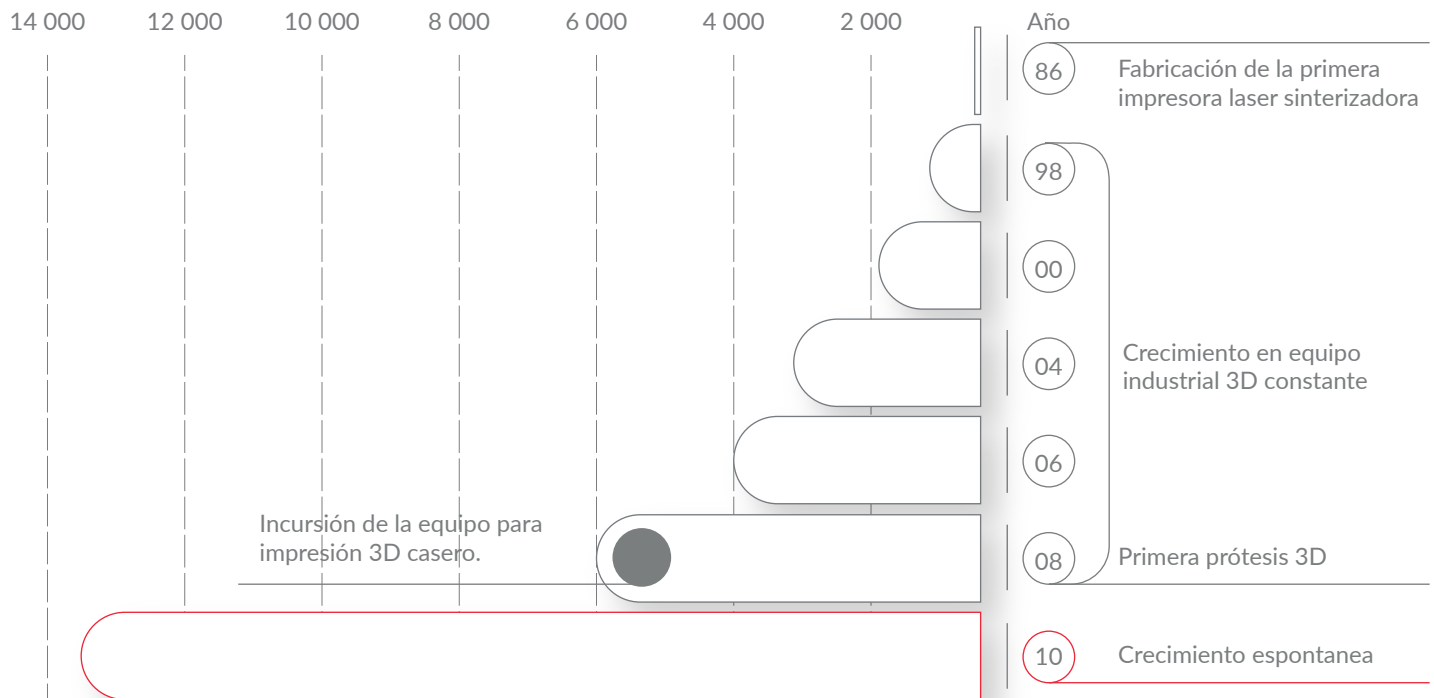 14 000 12 000 10 000 8 000 6 000 4 000 2 000 Año
86 Fabricación de la primera
impresora laser sinterizadora
98
00
04
Crecimiento en equipo
industrial 3D constante
06
Incursión de la equipo para
impresión 3D casero.
08 Primera prótesis 3D
10 Crecimiento espontanea